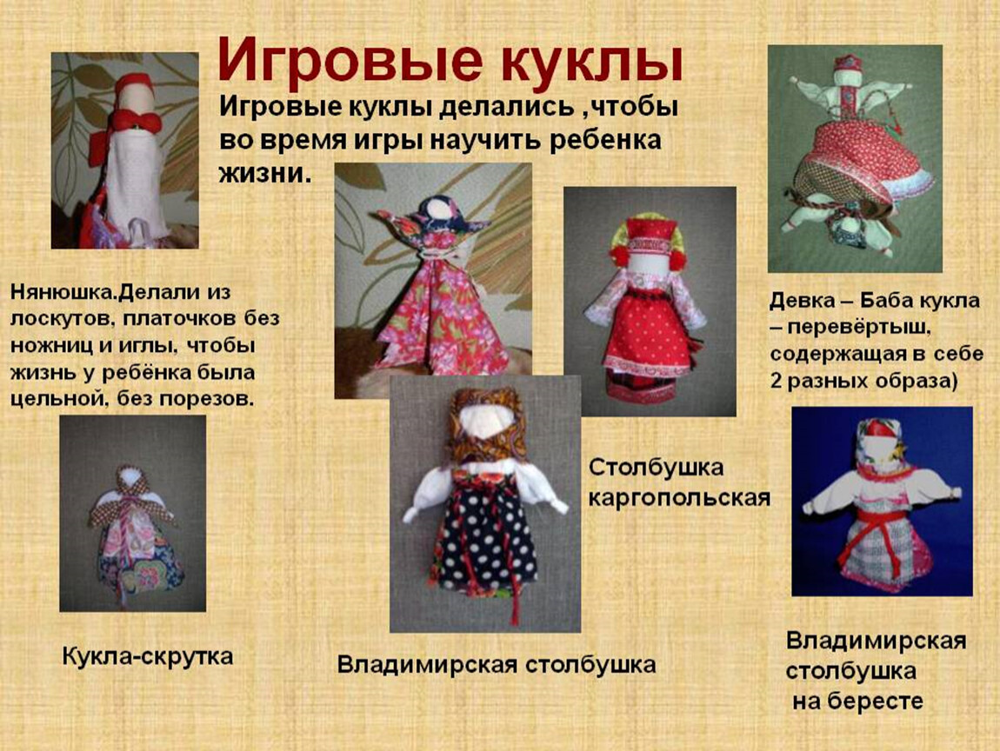 Игровые куклы
Игровые куклы делались ,чтобы
во время игры научить ребенка
жизни.
Нянюшка.Делали из
лоскутов, платочков без
ножниц и иглы, чтобы
жизнь у ребёнка была
цельной, без порезов.
Девка – Баба кукла
– перевёртыш,
содержащая в себе
2 разных образа)
Столбушка
каргопольская
Кукла-скрутка
Владимирская столбушка
Владимирская
столбушка
на бересте